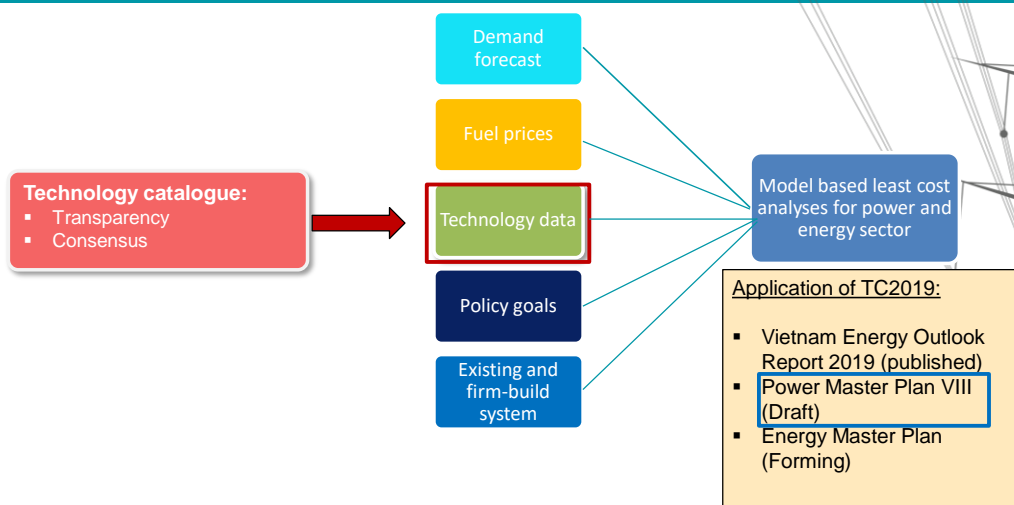 Demand
forecast
Fuel prices
Technology catalogue:
▪ Transparency
▪ Consensus
Technology data
Model based least cost
analyses for power and
energy sector
Policy goals
Existing and
firm-build
system
Application of TC2019:
▪ Vietnam Energy Outlook
Report 2019 (published)
▪ Power Master Plan VIII
(Draft)
▪ Energy Master Plan
(Forming)